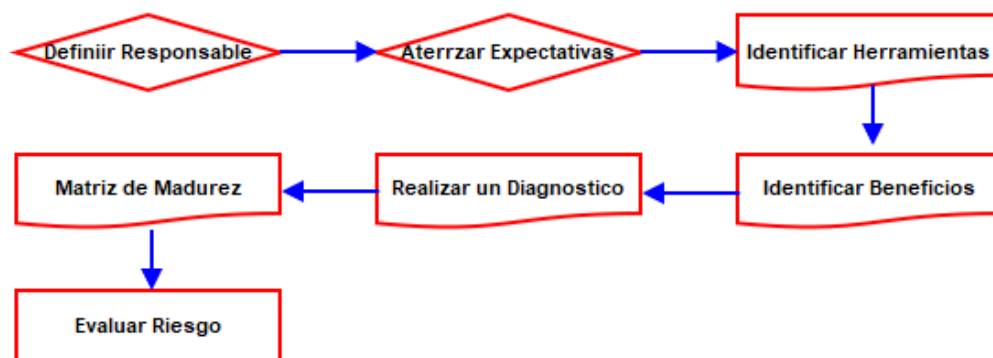 Definiir Responsable
Aterrzar Expectativas
Identificar Herramientas
Matriz de Madurez
Realizar un Diagnostico
Identificar Beneficios
Evaluar Riesgo